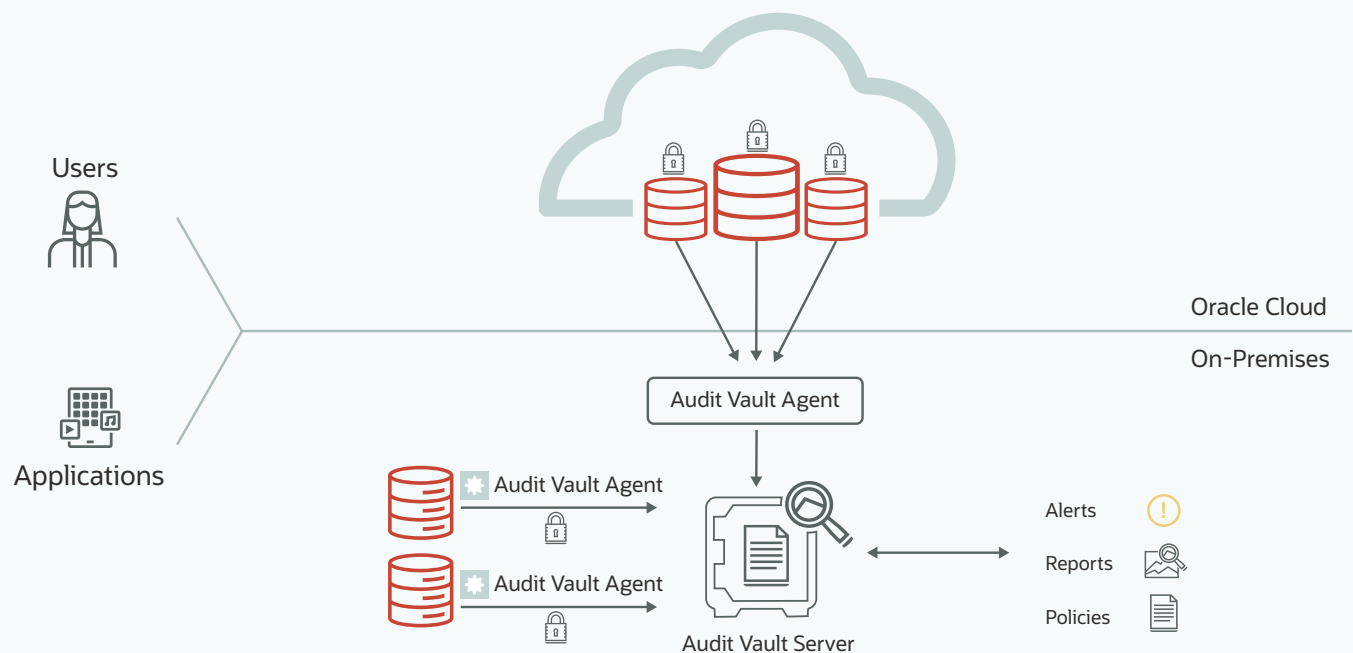 Users
Applications
Oracle Cloud
On-Premises
Audit Vault Agent
Audit Vault Agent
Audit Vault Agent
Audit Vault Server
Alerts
Reports
Policies